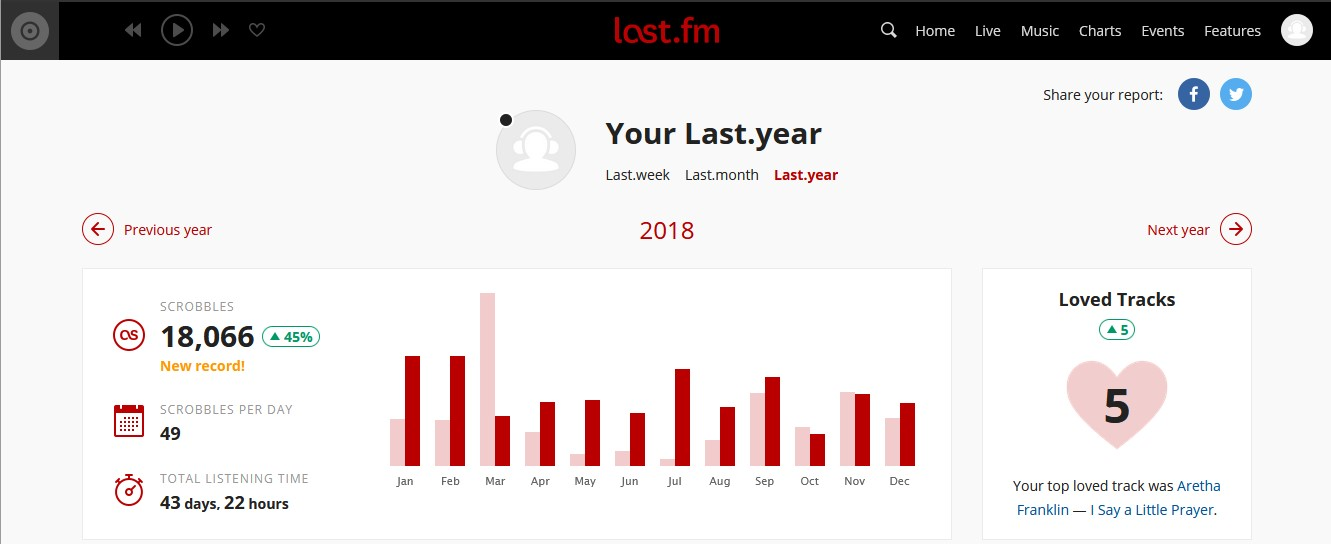 last.fm
Home Live Music Charts Events Features
Share your report:
Your Last.year
Last.week Last.month Last.year
Previous year
2018
Next year
SCROBBLES
18,066 45%
New record!
SCROBBLES PER DAY
49
TOTAL LISTENING TIME
43 days, 22 hours
Jan Feb Mar Apr May Jun Jul Aug Sep Oct Nov Dec
Loved Tracks
5
5
Your top loved track was Aretha
Franklin — I Say a Little Prayer.